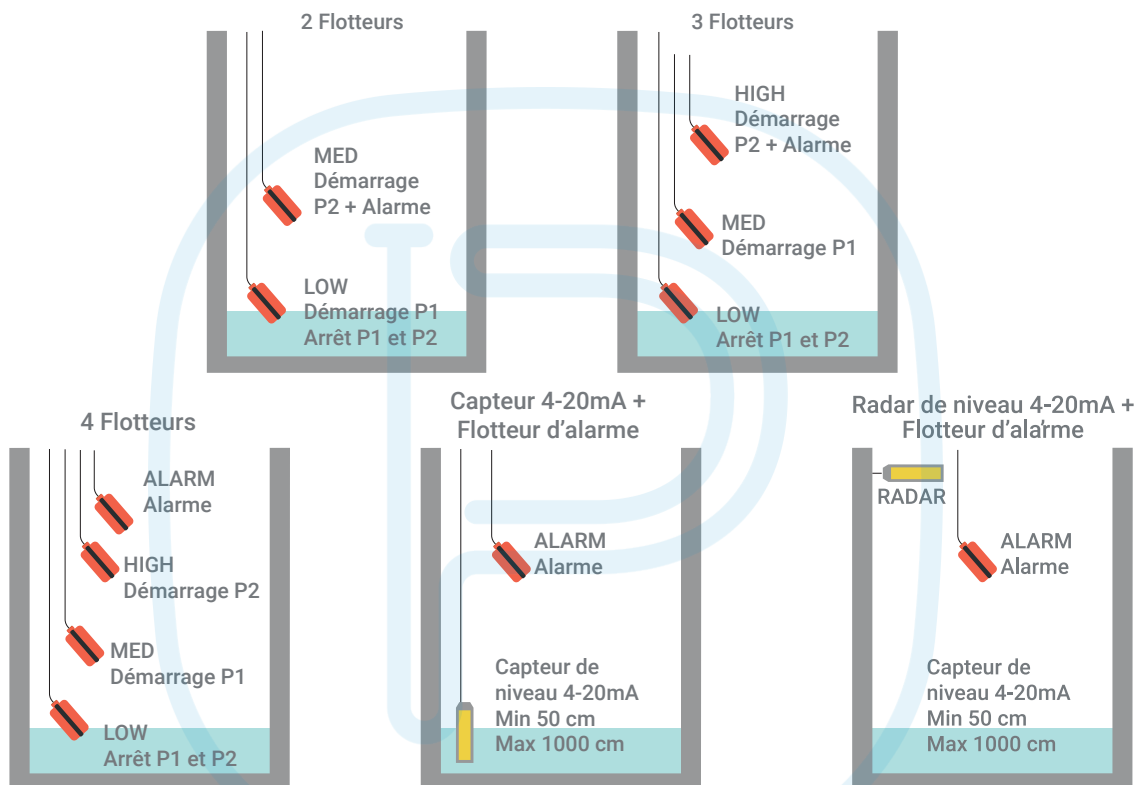 2 Flotteurs
MED
Démarrage
P2 + Alarme
LOW
Démarrage P1
Arrêt P1 et P2
3 Flotteurs
HIGH
Démarrage
P2 + Alarme
MED
Démarrage P1
LOW
Arrêt P1 et P2
4 Flotteurs
ALARM
Alarme
HIGH
Démarrage P2
MED
Démarrage P1
LOW
Arrêt P1 et P2
Capteur 4-20mA +
Flotteur d'alarme
ALARM
Alarme
Capteur de
niveau 4-20mA
Min 50 cm
Max 1000 cm
Radar de niveau 4-20mA +
Flotteur d'alarme
RADAR
ALARM
Alarme
Capteur de
niveau 4-20mA
Min 50 cm
Max 1000 cm